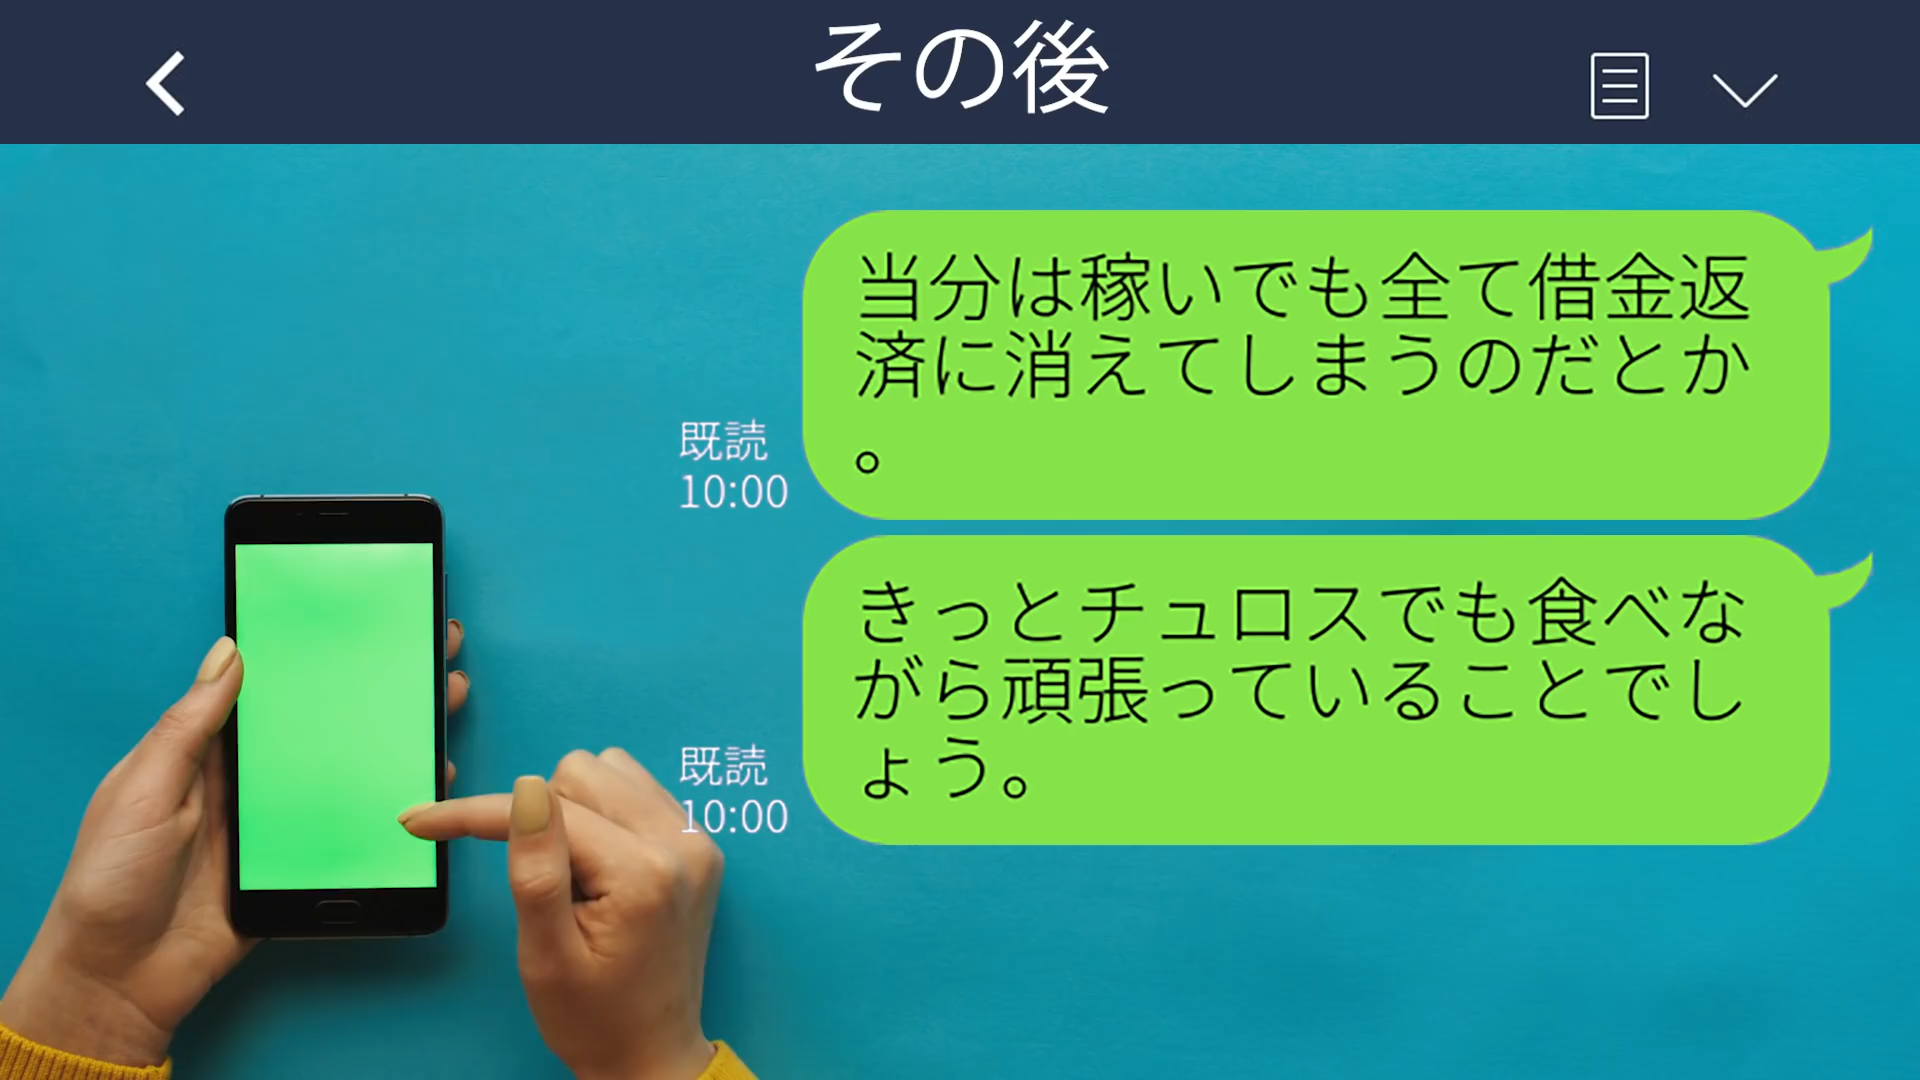 その後
当分は稼いでも全て借金返
済に消えてしまうのだとか
。
既読
10:00
きっとチュロスでも食べな
がら頑張っていることでし
ょう。
既読
10:00